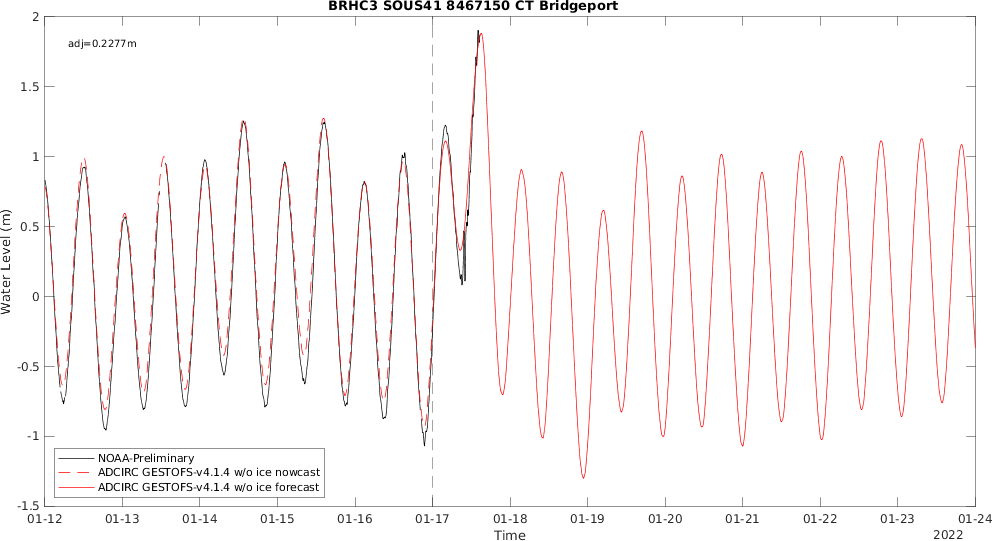 BRHC3 SOUS41 8467150 CT Bridgeport
adj=0.2277m
2
1.5
1
0.5
0
-0.5
-1
-1.5
Water Level (m)
NOAA-Preliminary
ADCIRC GESTOFS-v4.1.4 w/o ice nowcast
ADCIRC GESTOFS-v4.1.4 w/o ice forecast
01-12 01-13 01-14 01-15 01-16 01-17 01-18 01-19 01-20 01-21 01-22 01-23 01-24
Time
2022